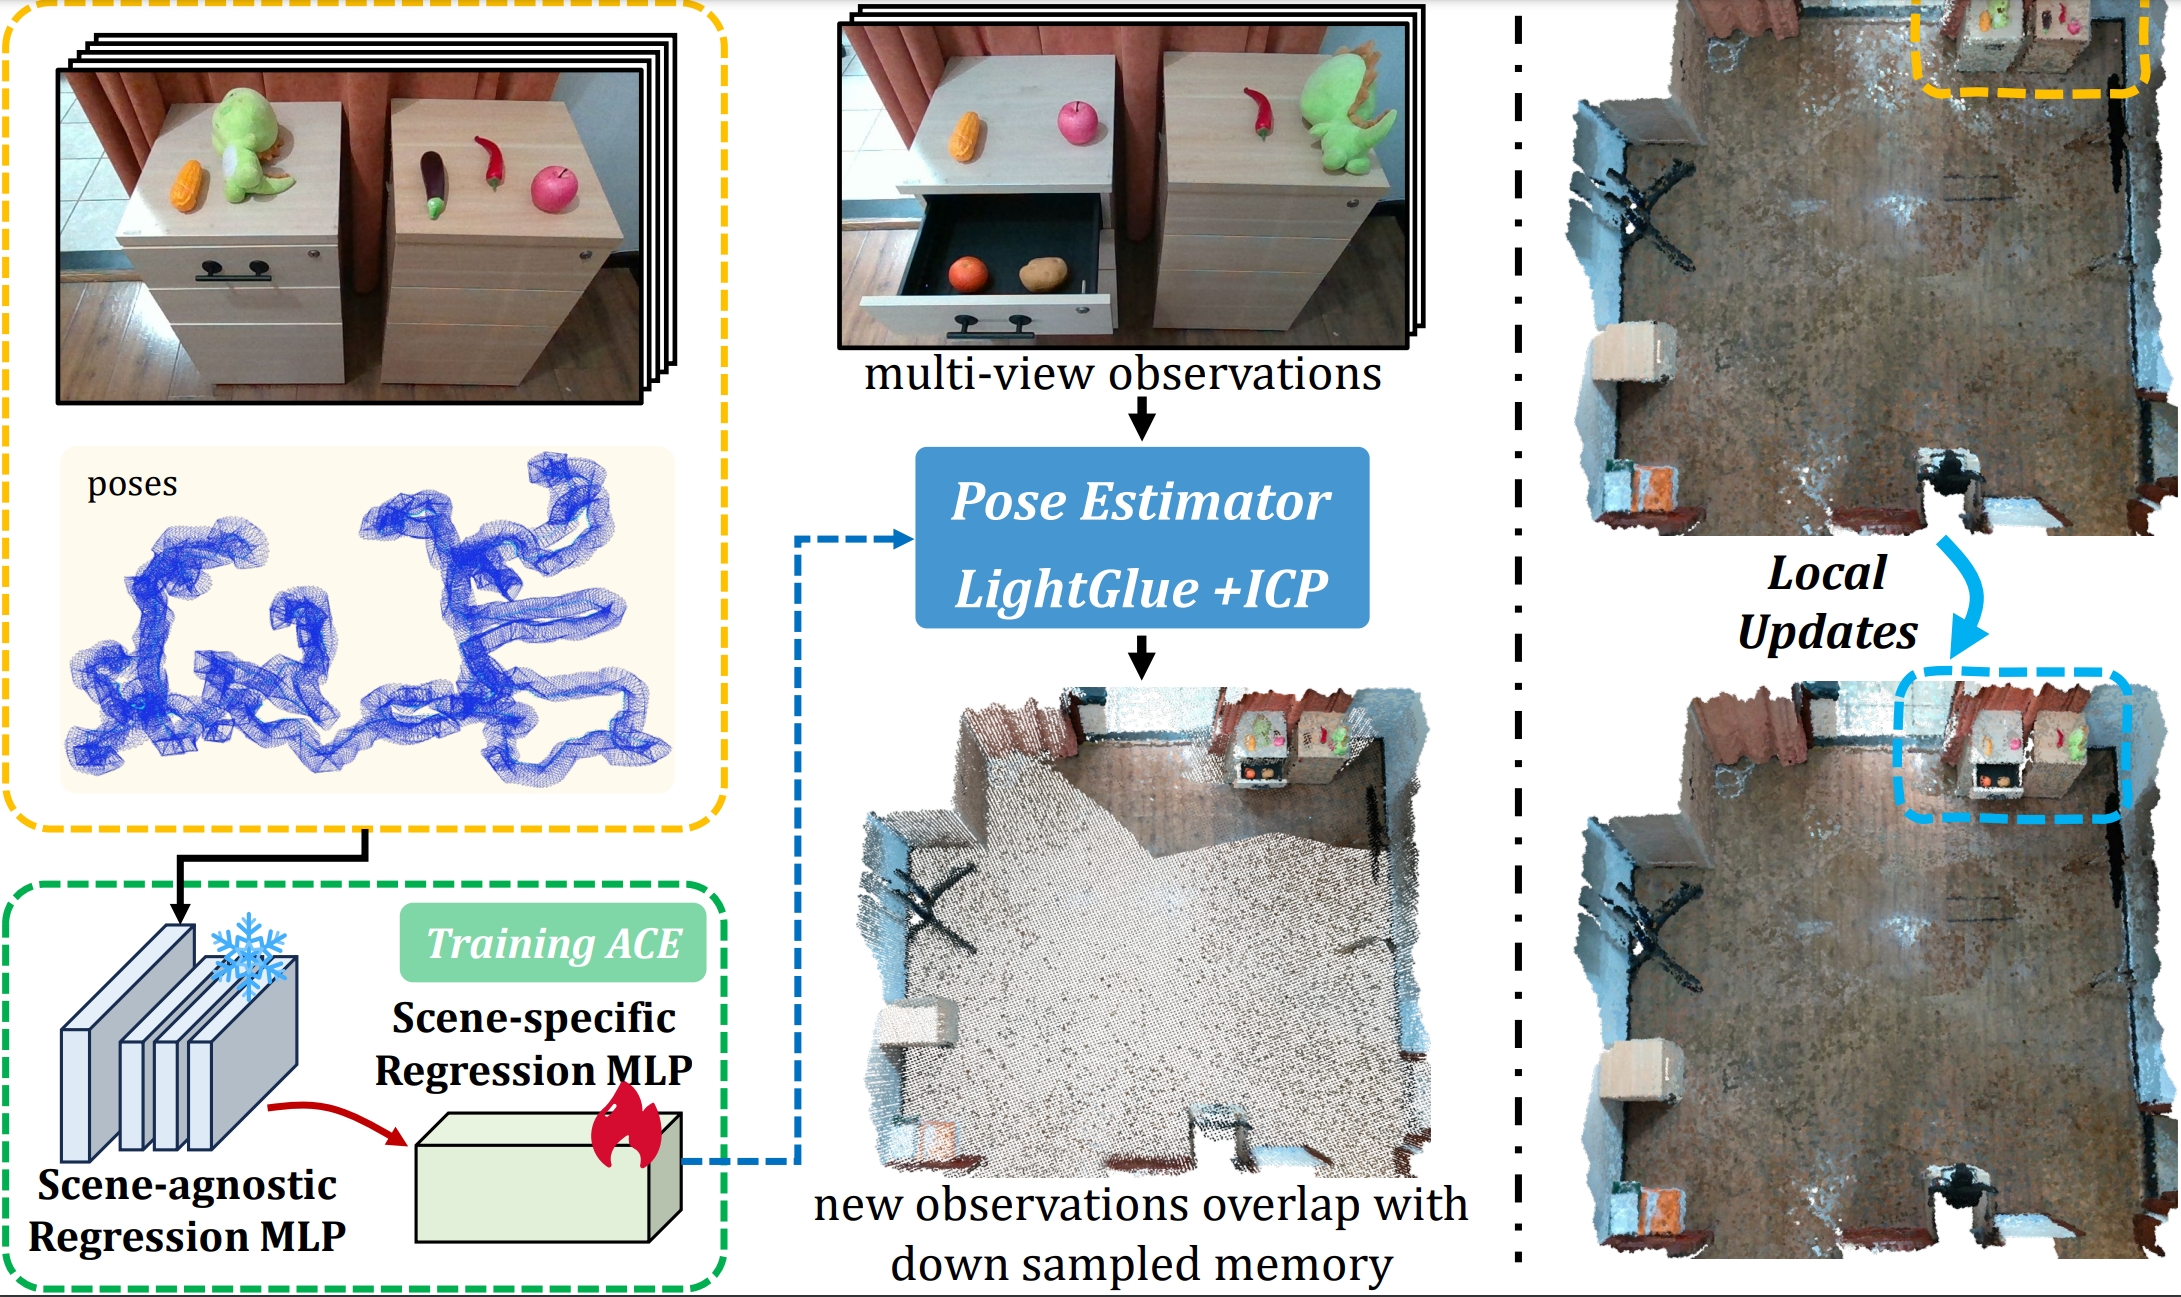 poses
Training ACE
Scene-specific
Regression MLP
Scene-agnostic
Regression MLP
multi-view observations
Pose Estimator
LightGlue +ICP
new observations overlap with
down sampled memory
Local
Updates